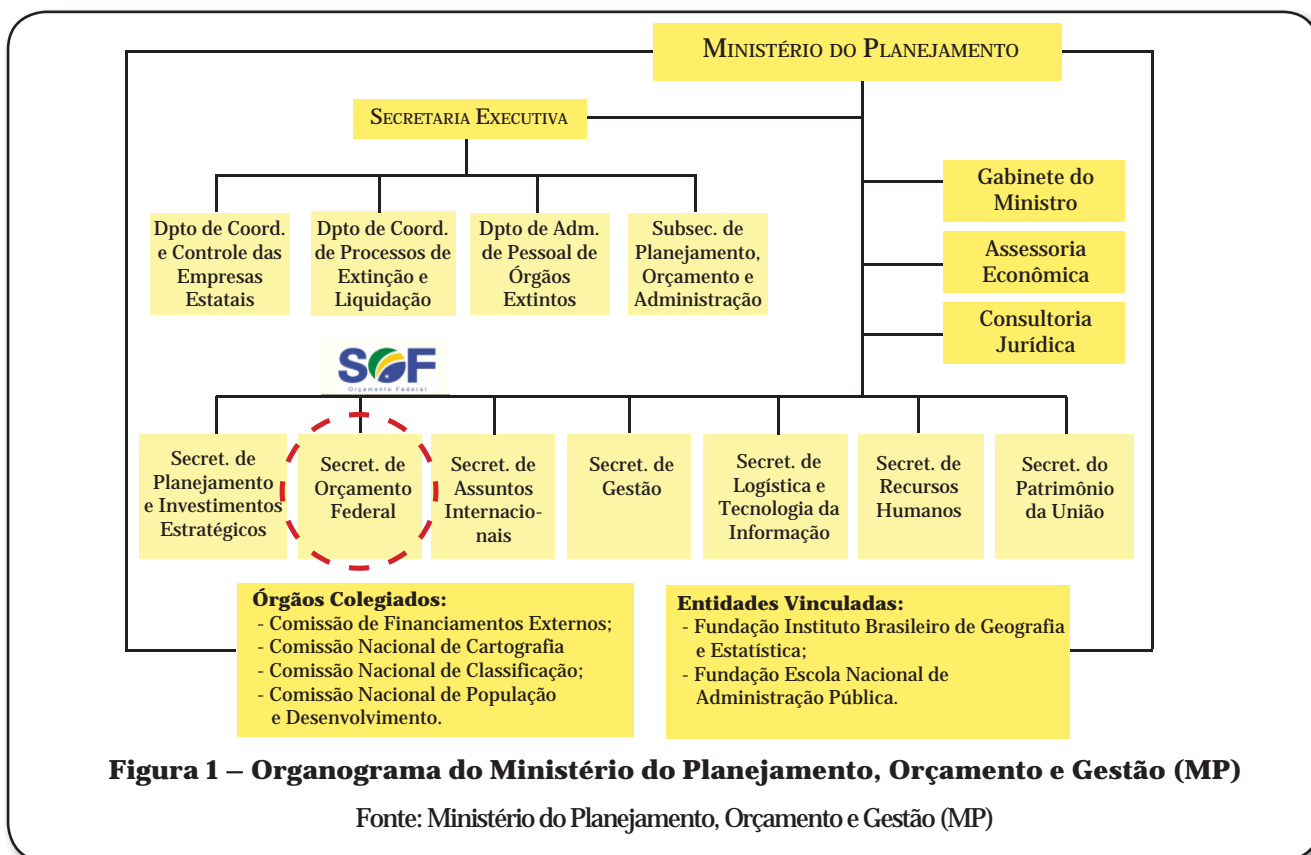 MINISTÉRIO DO PLANEJAMENTO
SECRETARIA EXECUTIVA
Gabinete do
Ministro
Assessoria
Econômica
Consultoria
Jurídica
Dpto de Coord.
e Controle das
Empresas
Estatais
Dpto de Coord.
de Processos de
Extinção e
Liquidação
Dpto de Adm.
de Pessoal de
Órgãos
Extintos
Subsec. de
Planejamento,
Orçamento e
Administração
SOF
Orçamento Federal
Secret. de
Planejamento
e Investimentos
Estratégicos
Secret. de
Orçamento
Federal
Secret. de
Assuntos
Internacio-
nais
Secret. de
Gestão
Secret. de
Logística e
Tecnologia da
Informação
Secret. de
Recursos
Humanos
Secret. do
Patrimônio
da União
Órgãos Colegiados:
- Comissão de Financiamentos Externos;
- Comissão Nacional de Cartografia
- Comissão Nacional de Classificação;
- Comissão Nacional de População
e Desenvolvimento.
Entidades Vinculadas:
- Fundação Instituto Brasileiro de Geografia
e Estatística;
- Fundação Escola Nacional de
Administração Pública.
Figura 1 – Organograma do Ministério do Planejamento, Orçamento e Gestão (MP)
Fonte: Ministério do Planejamento, Orçamento e Gestão (MP)